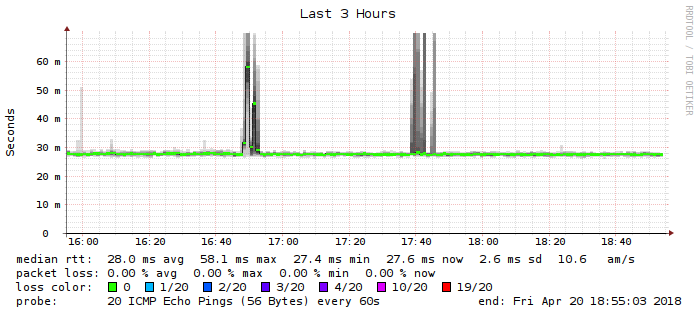 Last 3 Hours
RRDTOOL / TOBI OETIKER
Seconds
60 m
50 m
40 m
30 m
20 m
10 m
0
16:00 16:20 16:40 17:00 17:20 17:40 18:00 18:20 18:40
median rtt: 28.0 ms avg 58.1 ms max 27.4 ms min 27.6 ms now 2.6 ms sd 10.6 am/s
packet loss: 0.00 % avg 0.00 % max 0.00 % min 0.00 % now
loss color: 0 1/20 2/20 3/20 4/20 10/20 19/20
probe: 20 ICMP Echo Pings (56 Bytes) every 60s end: Fri Apr 20 18:55:03 2018